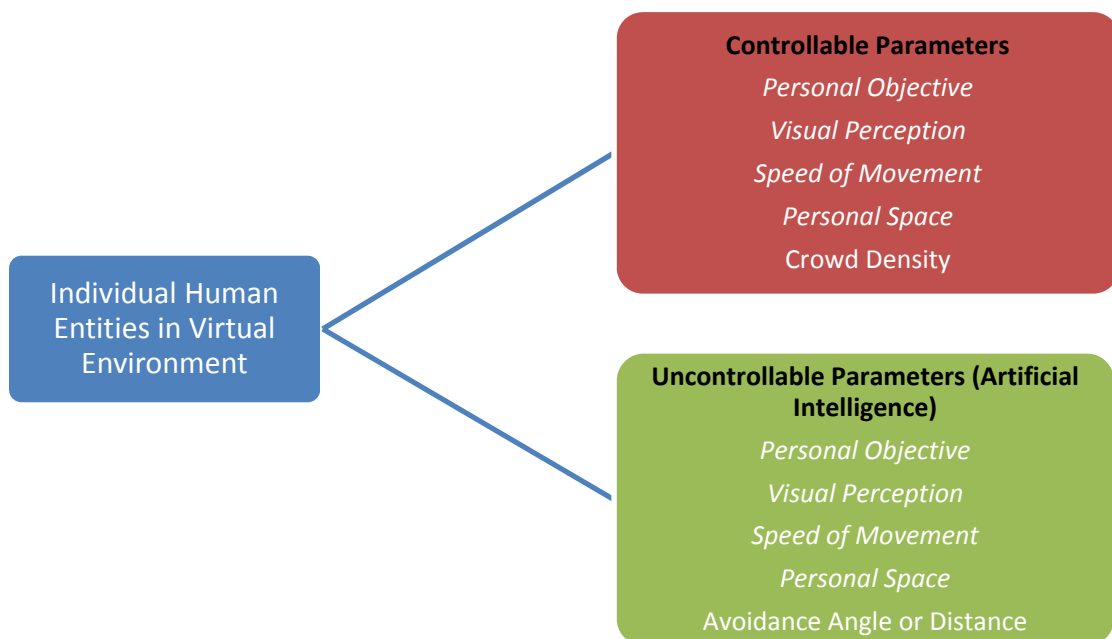 Individual Human
Entities in Virtual
Environment
Controllable Parameters
Personal Objective
Visual Perception
Speed of Movement
Personal Space
Crowd Density
Uncontrollable Parameters (Artificial
Intelligence)
Personal Objective
Visual Perception
Speed of Movement
Personal Space
Avoidance Angle or Distance